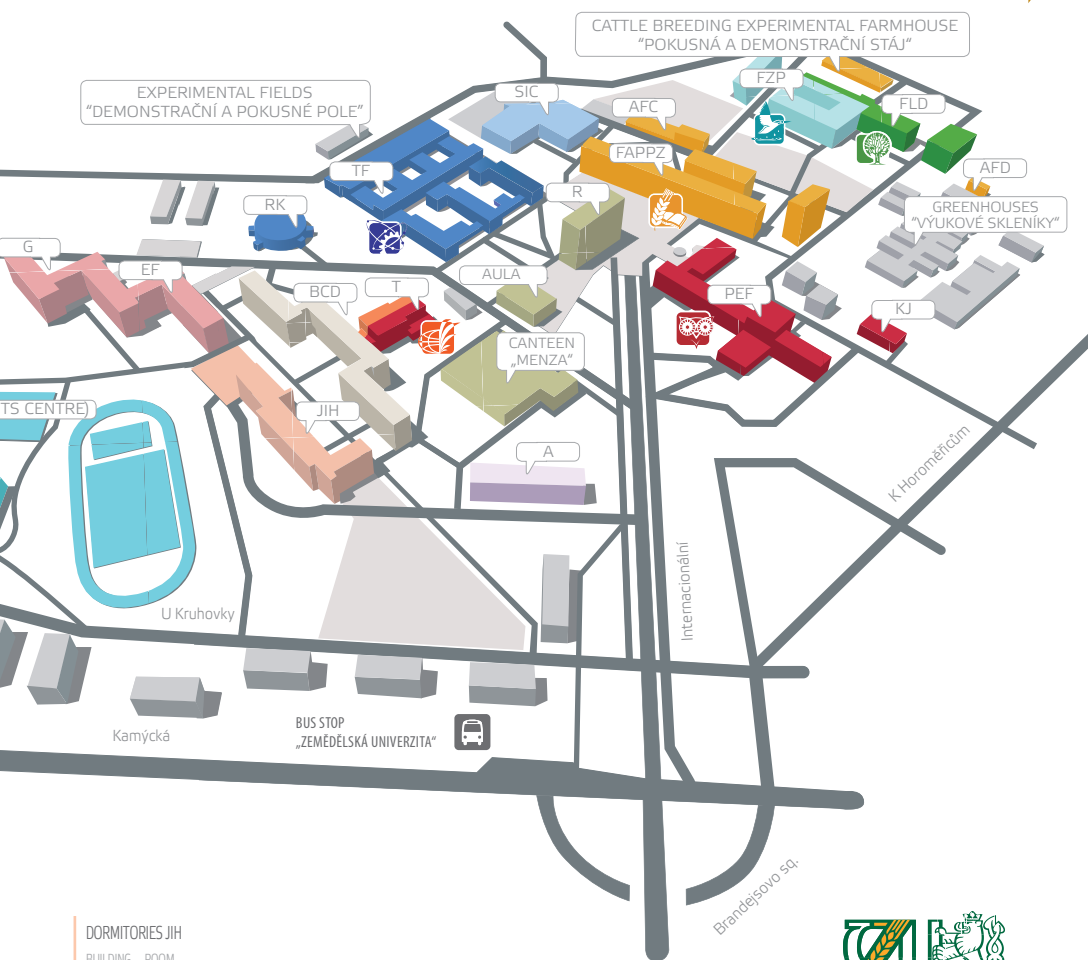 CATTLE BREEDING EXPERIMENTAL FARMHOUSE
“POKUSNÁ A DEMONSTRAČNÍ STÁJ“
EXPERIMENTAL FIELDS
“DEMONSTRAČNÍ A POKUSNÉ POLE”
SIC
AFC
FZP
FLD
TF
FAPPZ
AFD
RK
R
GREENHOUSES
“VÝUKOVÉ SKLENÍKY”
G
EF
BCD
T
AULA
PEF
KJ
CANTEEN
„MENZA“
TS CENTRE)
JIH
A
K Horoměřicům
Internacionální
U Kruhovky
Kamýcká
BUS STOP
„ZEMĚDĚLSKÁ UNIVERZITA“
Brandejsovo sq.
DORMITORIES JIH
BUILDING ROOM